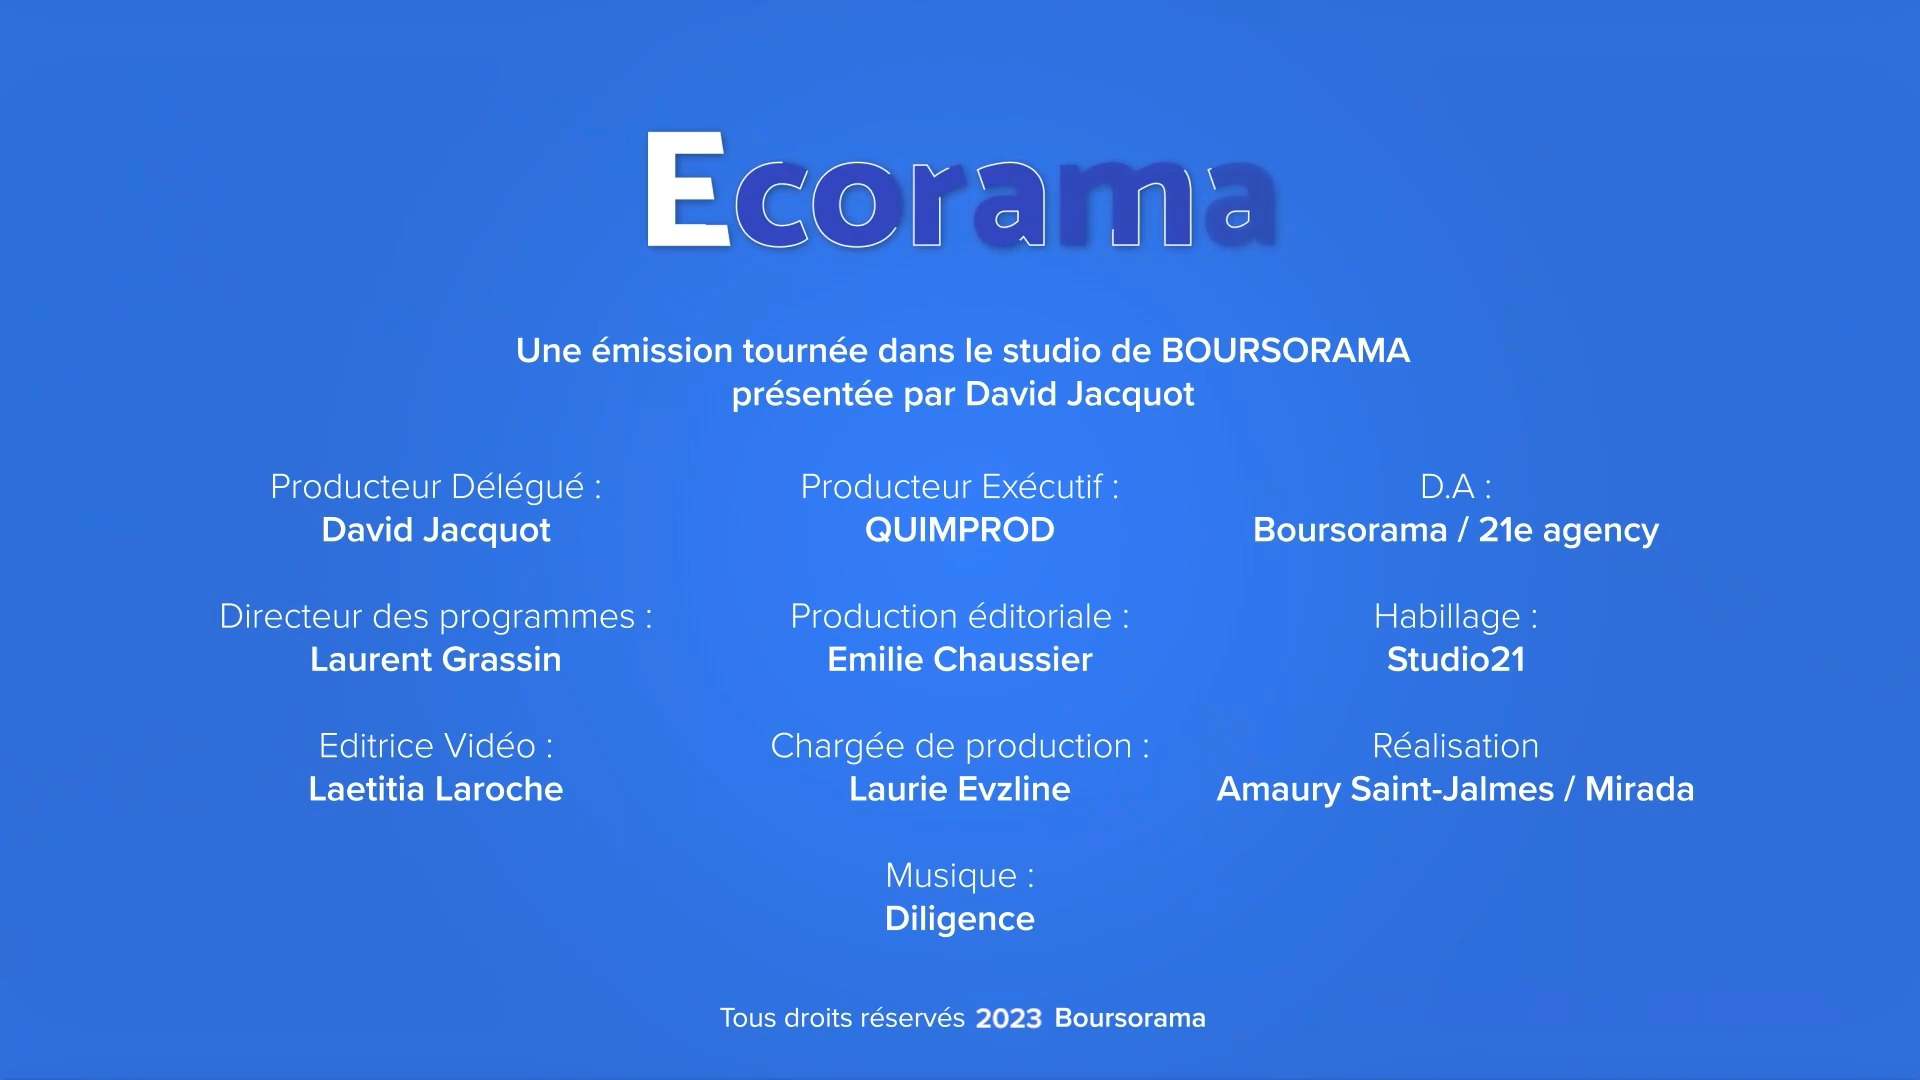 Ecorama
Une émission tournée dans le studio de BOURSORAMA
présentée par David Jacquot
Producteur Délégué :
David Jacquot
Producteur Exécutif :
QUIMPROD
D.A :
Boursorama / 21e agency
Directeur des programmes :
Laurent Grassin
Production éditoriale :
Emilie Chaussier
Habillage :
Studio21
Editrice Vidéo :
Laetitia Laroche
Chargée de production :
Laurie Evzline
Réalisation
Amaury Saint-Jalmes / Mirada
Musique :
Diligence
Tous droits réservés 2023 Boursorama